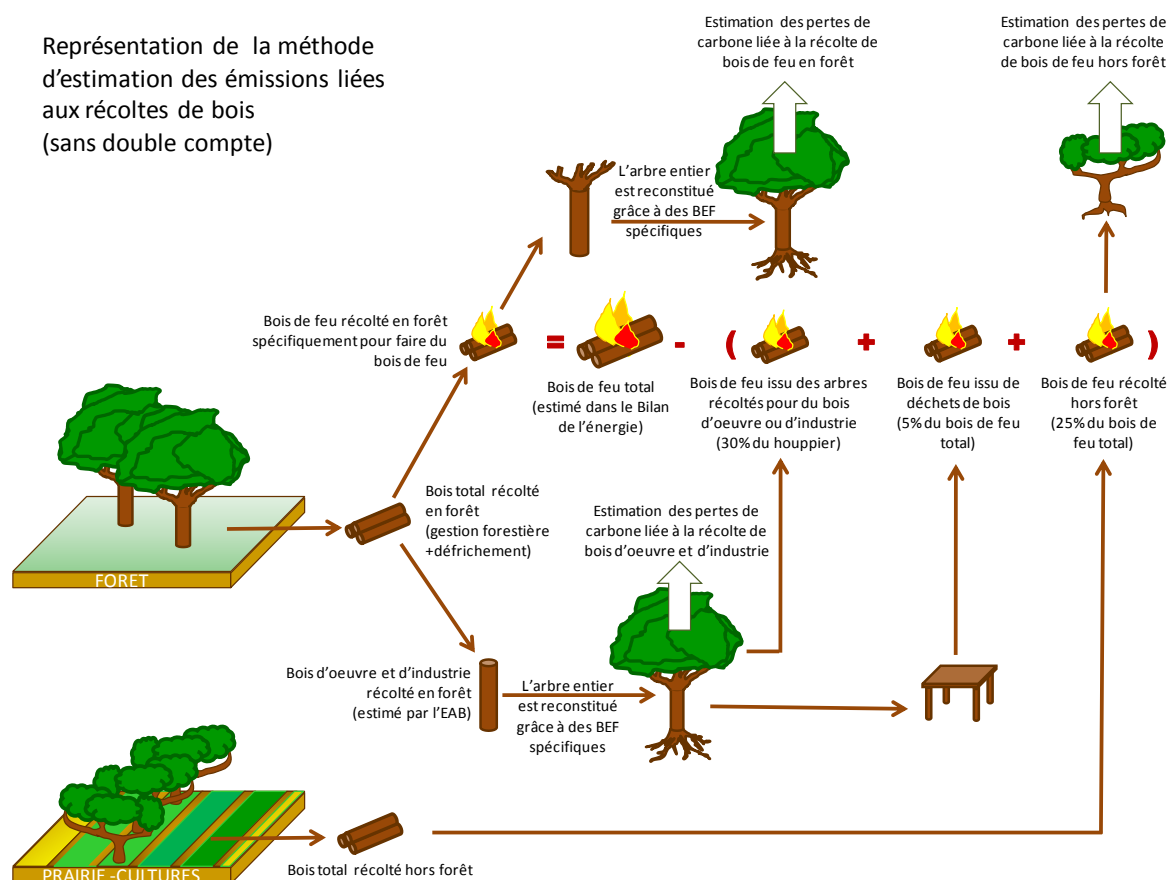 Représentation de la méthode
d'estimation des émissions liées
aux récoltes de bois
(sans double compte)
Estimation des pertes de
carbone liée à la récolte de
bois de feu en forêt
Estimation des pertes de
carbone liée à la récolte
de bois de feu hors forêt
L'arbre entier
est reconstitué
grâce à des BEF
spécifiques
Bois de feu récolté en forêt
spécifiquement pour faire du
bois de feu
=
-
(
+
+
)
Bois de feu total
(estimé dans le Bilan
de l'énergie)
Bois de feu issu des arbres
récoltés pour du bois
d'oeuvre ou d'industrie
(30% du houppier)
Bois de feu issu de
déchets de bois
(5% du bois de feu
total)
Bois de feu récolté
hors forêt
(25% du bois de
feu total)
Bois total récolté
en forêt
(gestion forestière
+défrichement)
Estimation des pertes de
carbone liée à la récolte de
bois d'oeuvre et d'industrie
FORET
Bois d'oeuvre et d'industrie
récolté en forêt
(estimé par l'EAB)
L'arbre entier
est reconstitué
grâce à des BEF
spécifiques
PRAIRIE -CULTURES
Bois total récolté hors forêt